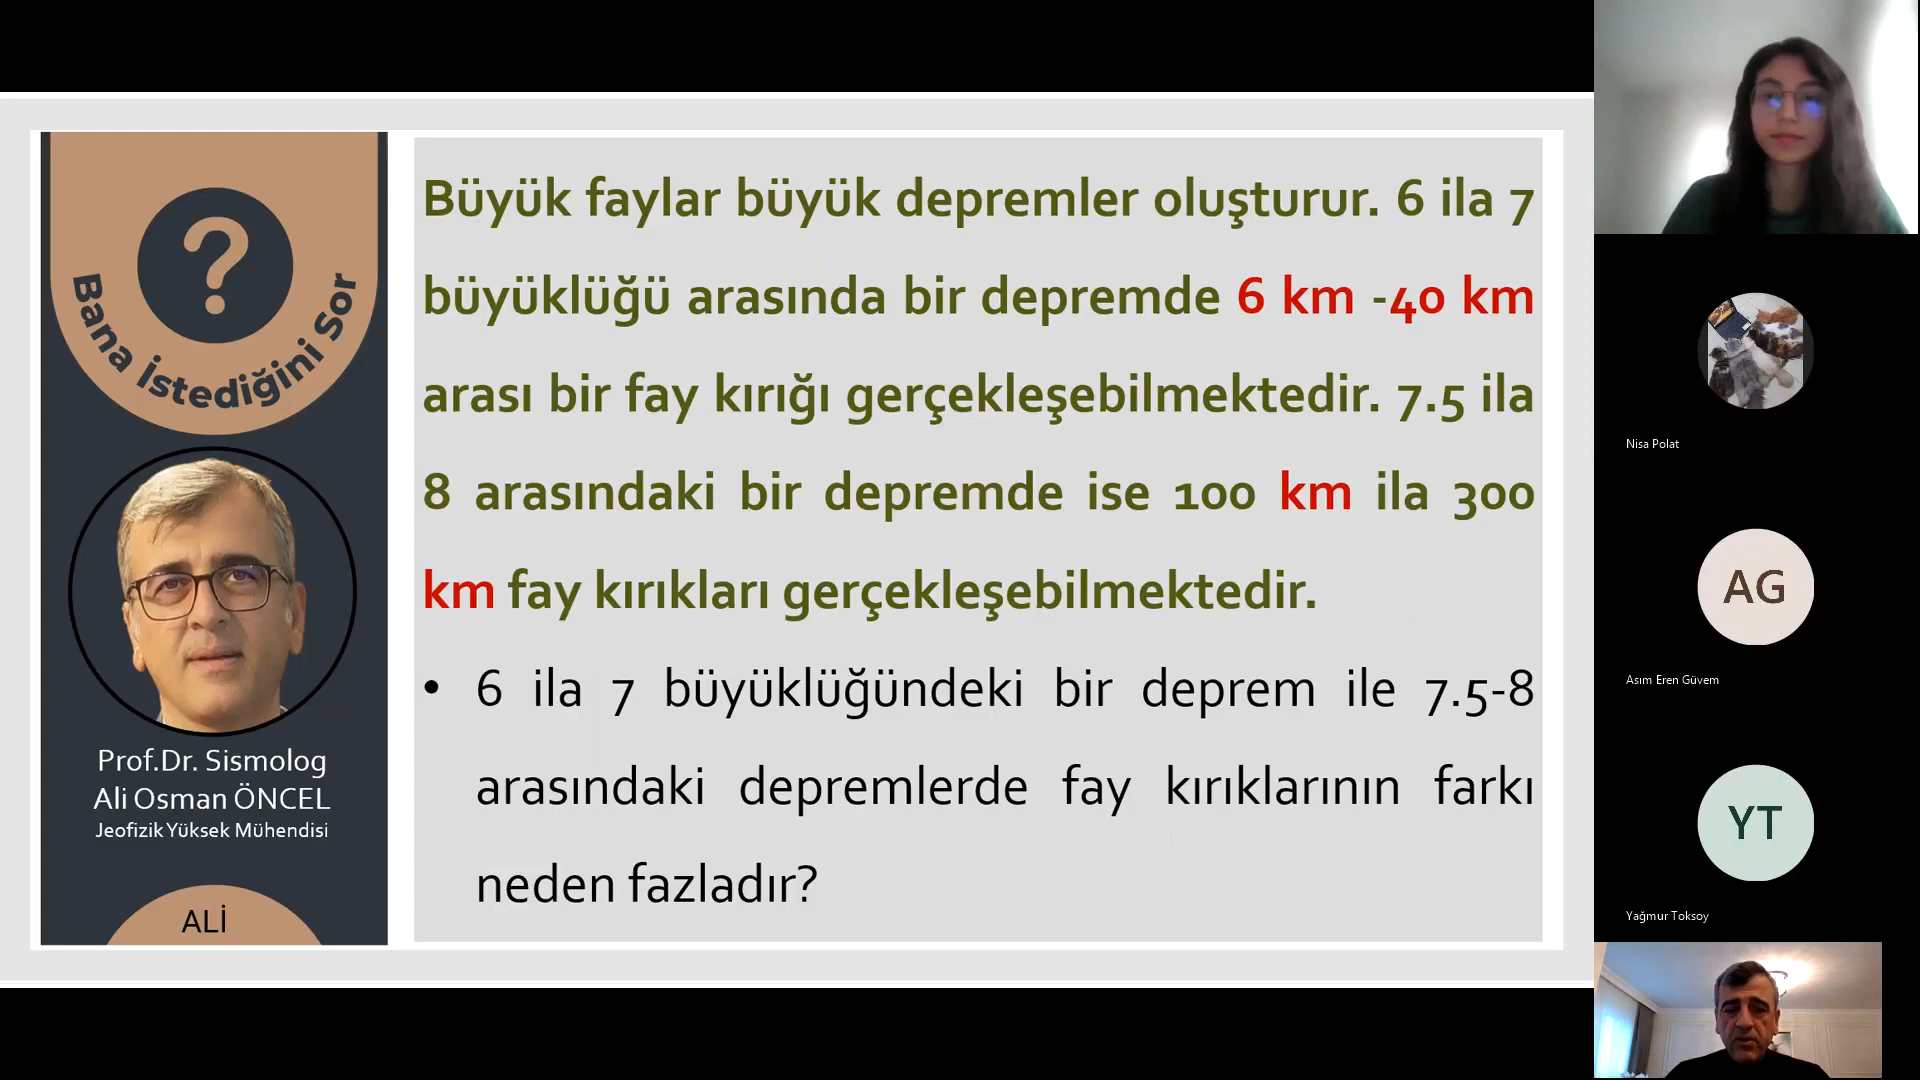 ?
Bana İstediğini Sor
Prof.Dr. Sismolog
Ali Osman ÖNCEL
Jeofizik Yüksek Mühendisi
ALİ
Büyük faylar büyük depremler oluşturur. 6 ila 7
büyüklüğü arasında bir depremde 6 km -40 km
arası bir fay kırığı gerçekleşebilmektedir. 7.5 ila
8 arasındaki bir depremde ise 100 km ila 300
km fay kırıkları gerçekleşebilmektedir.
• 6 ila 7 büyüklüğündeki bir deprem ile 7.5-8
arasındaki depremlerde fay kırıklarının farkı
neden fazladır?
Nisa Polat
AG
Asım Eren Güvem
YT
Yağmur Toksoy